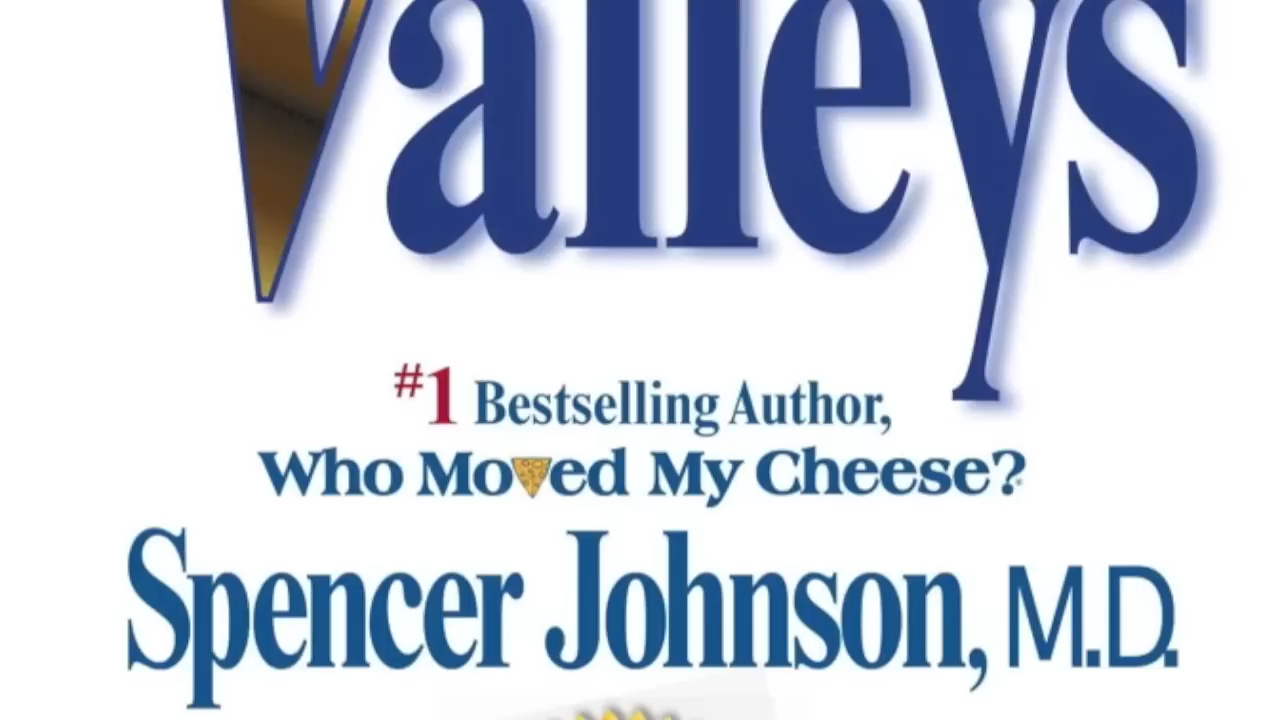 Valleys
#1 Bestselling Author,
Who Moved My Cheese?
Spencer Johnson, M.D.